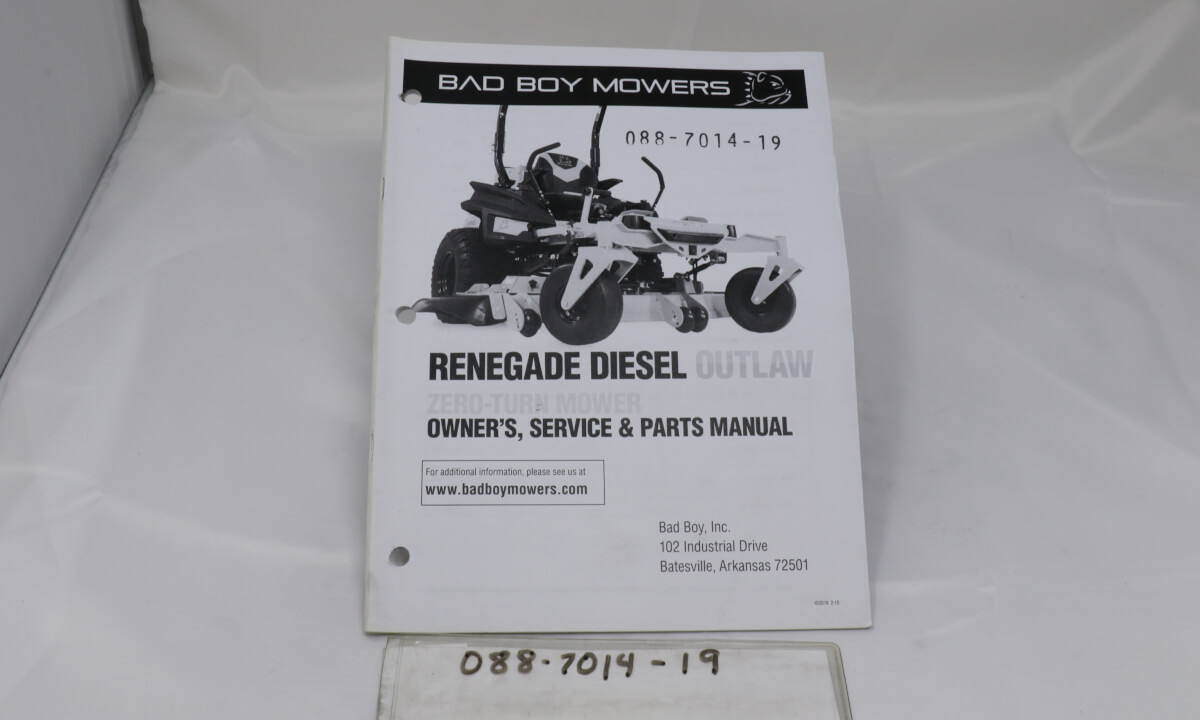 BAD BOY MOWERS
088-7014-19
RENEGADE DIESEL OUTLAW
ZERO-TURN MOWER
OWNER'S, SERVICE & PARTS MANUAL
For additional information, please see us at
www.badboymowers.com
Bad Boy, Inc.
102 Industrial Drive
Batesville, Arkansas 72501
088-7014-19